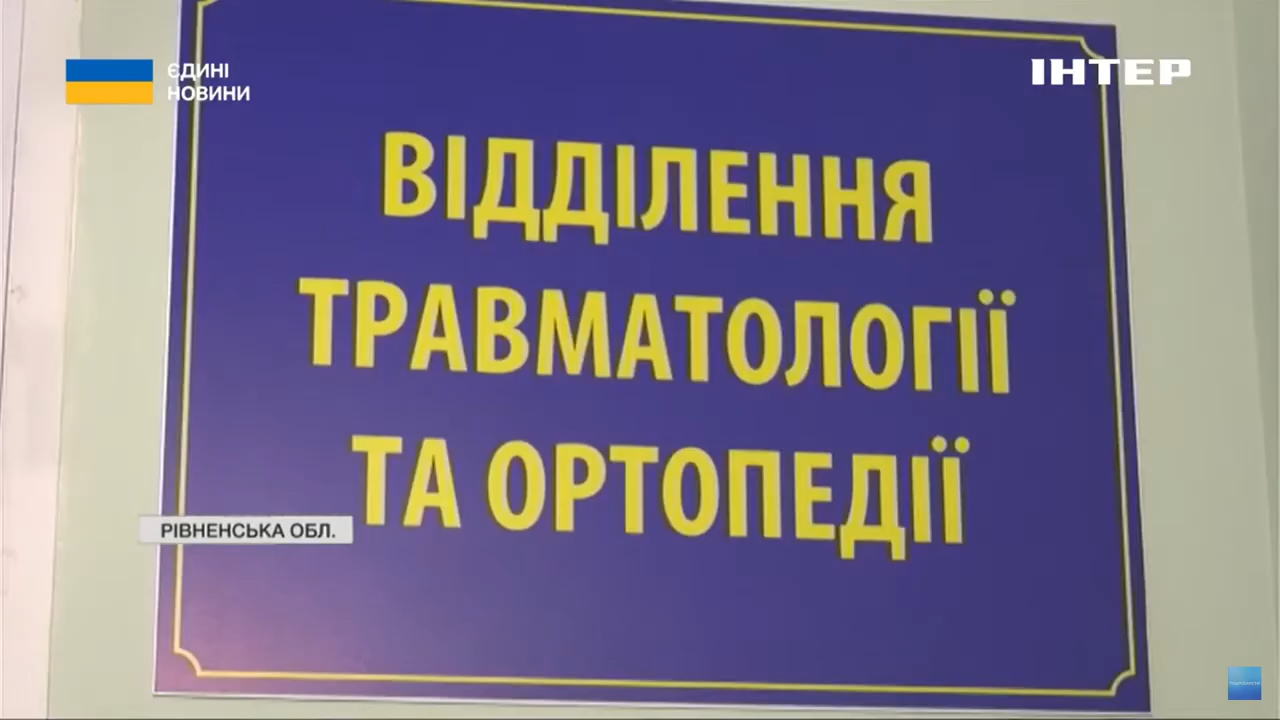 ЄДИНІ
НОВИНИ
ІНТЕР
ВІДДІЛЕННЯ
ТРАВМАТОЛОГІЇ
ТА ОРТОПЕДІЇ
РІВНЕНСЬКА ОБЛ.